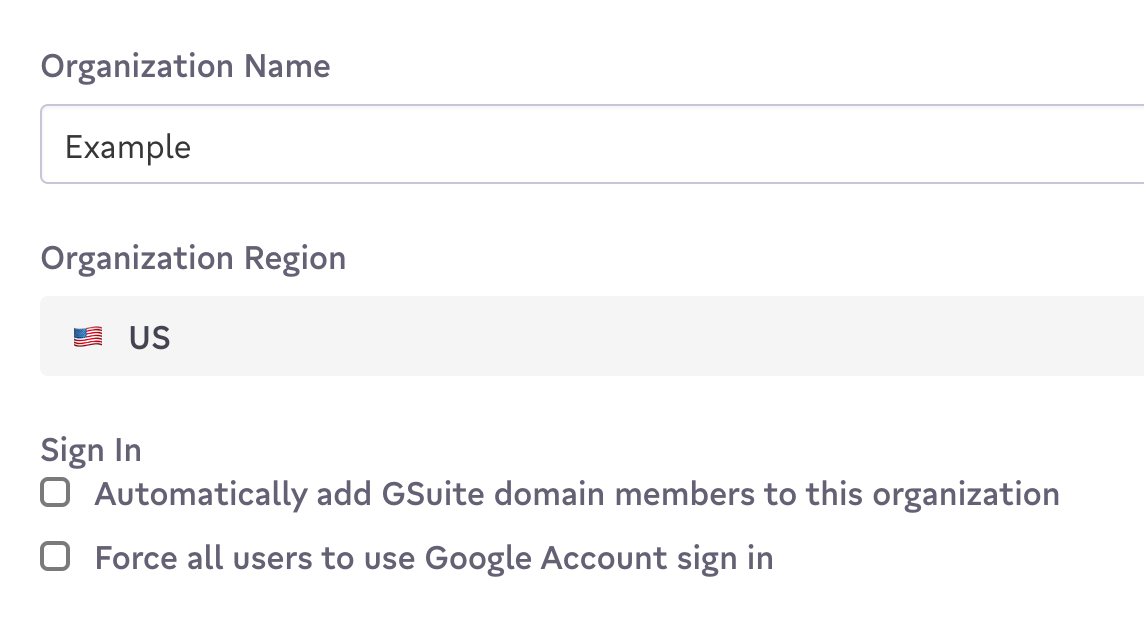 Organization Name
Example
Organization Region
US
Sign In
Automatically add GSuite domain members to this organization
Force all users to use Google Account sign in